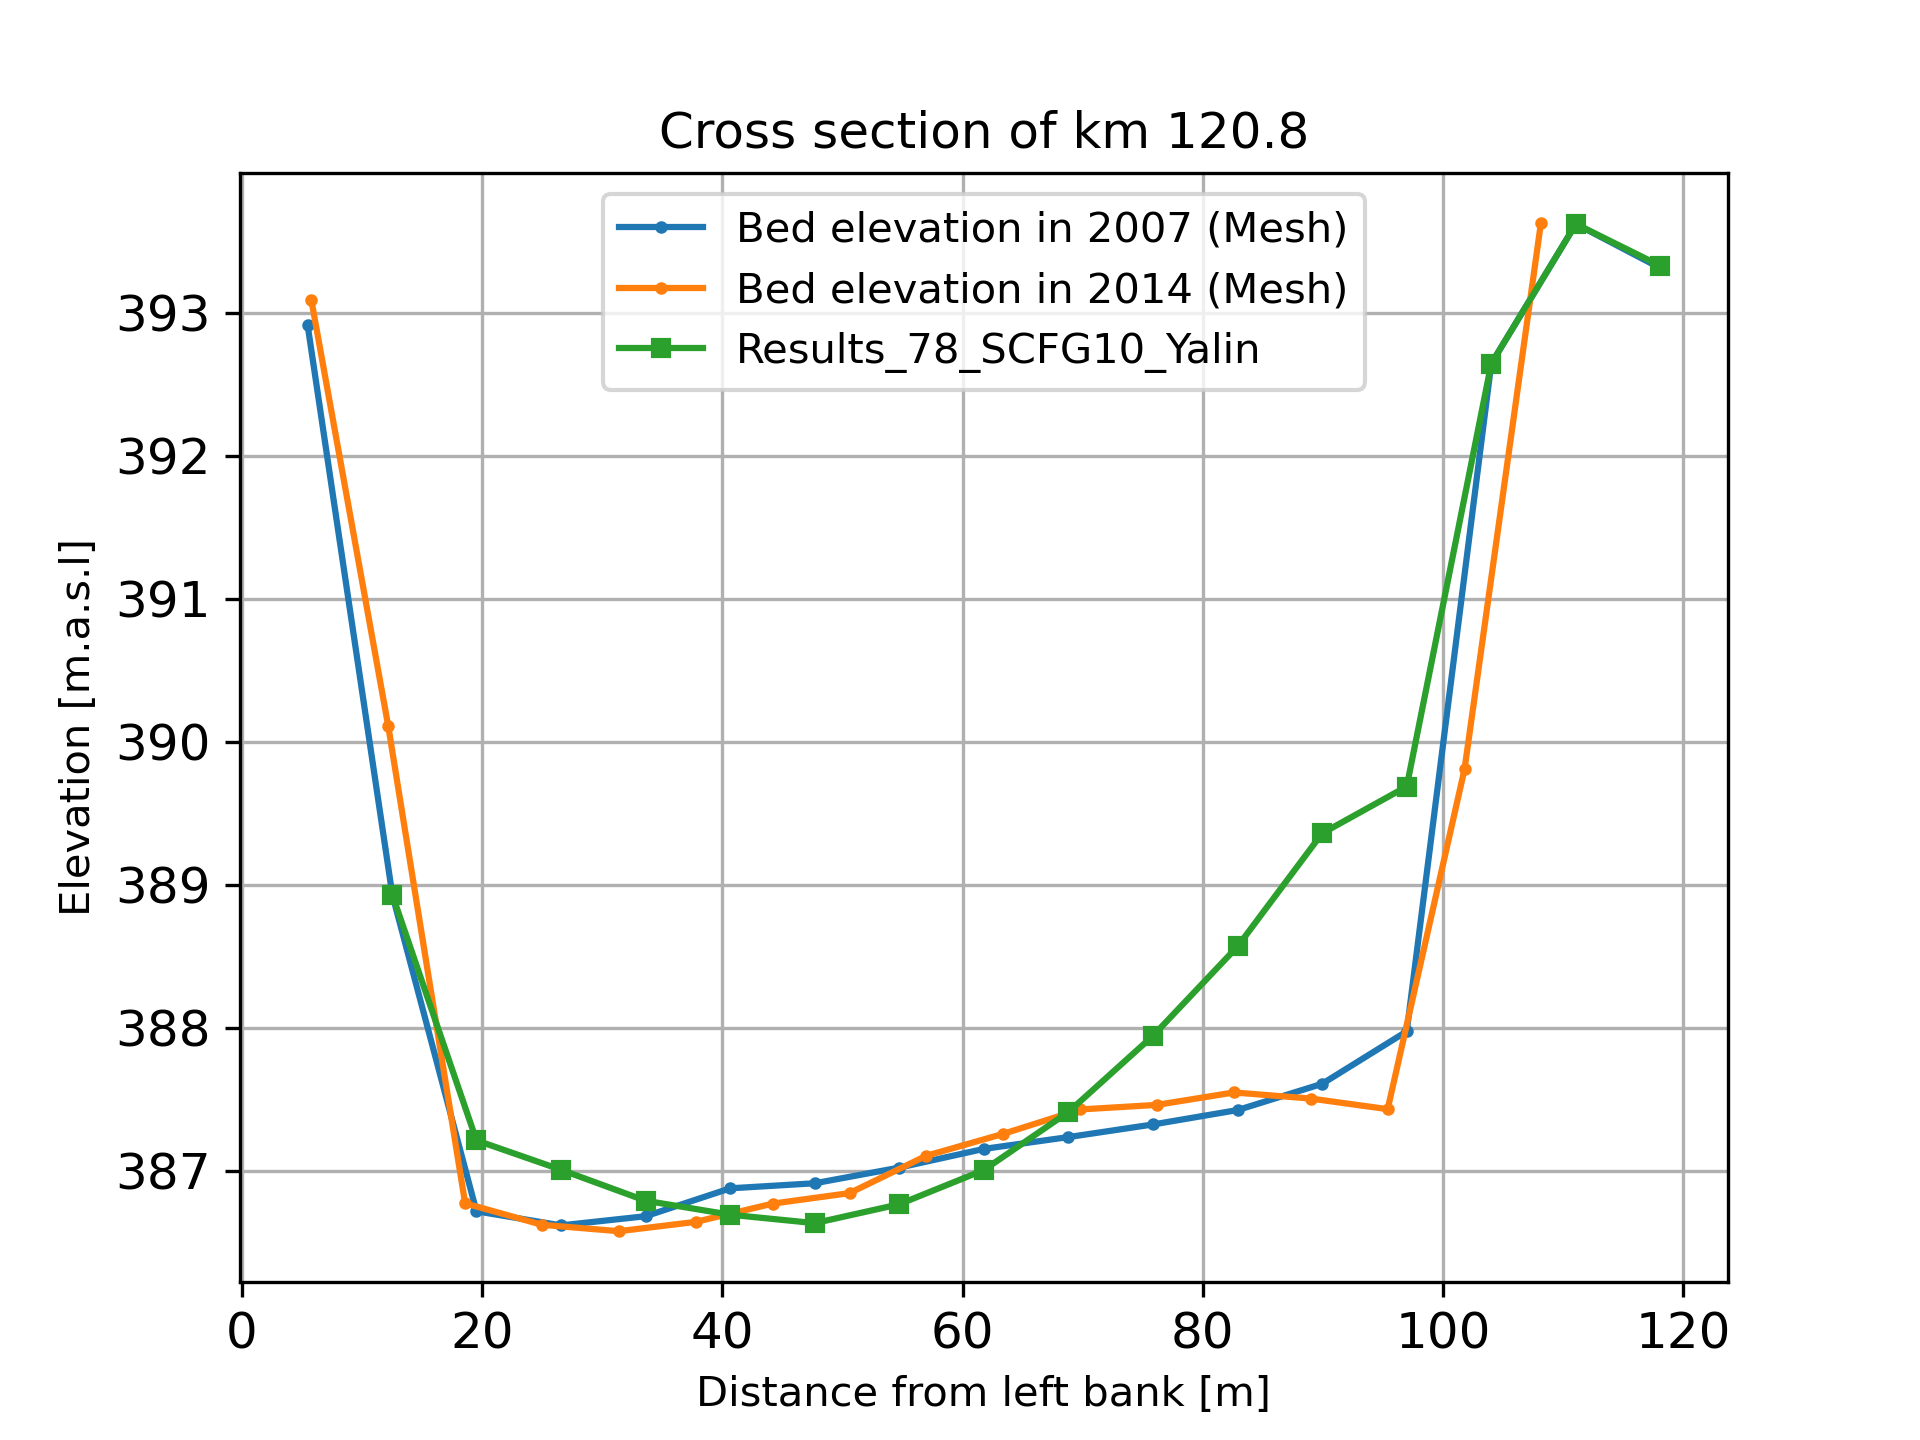 Cross section of km 120.8
Bed elevation in 2007 (Mesh)
Bed elevation in 2014 (Mesh)
Results_78_SCFG10_Yalin
Elevation [m.a.s.l]
393
392
391
390
389
388
387
0 20 40 60 80 100 120
Distance from left bank [m]